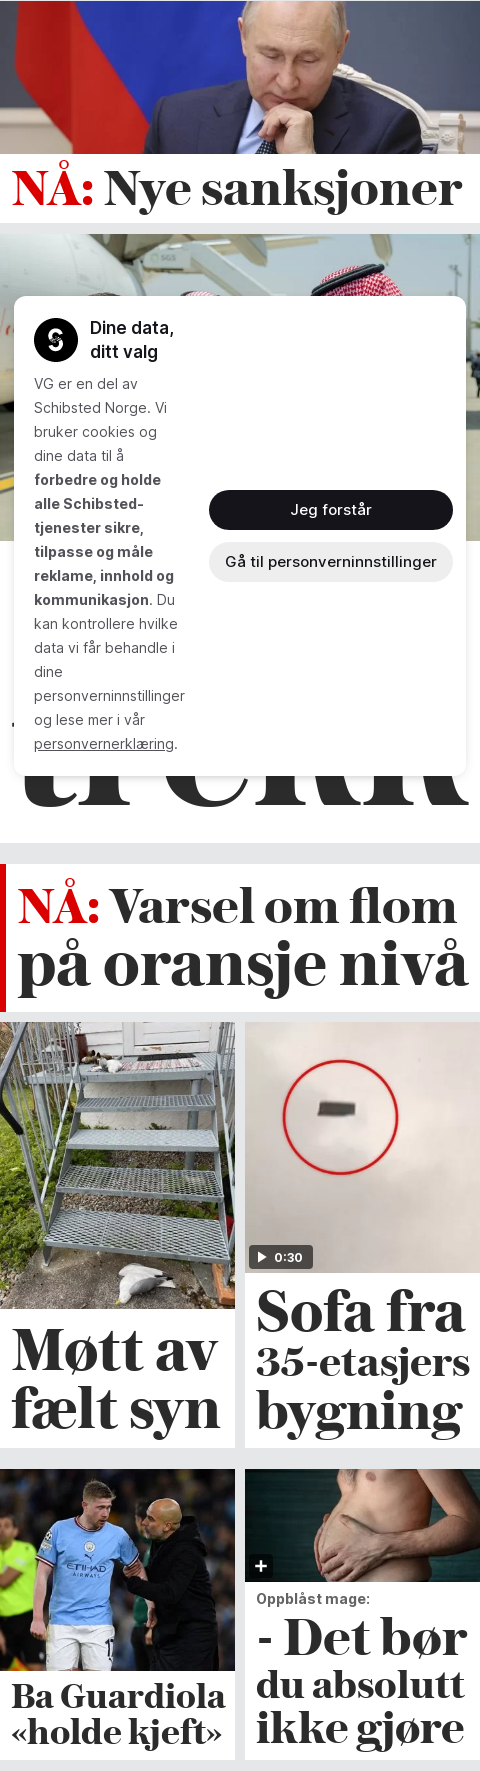 NÅ: Nye sanksjoner
Dine data,
ditt valg
VG er en del av
Schibsted Norge. Vi
bruker cookies og
dine data til å
forbedre og holde
alle Schibsted-
tjenester sikre,
tilpasse og måle
reklame, innhold og
kommunikasjon. Du
kan kontrollere hvilke
data vi får behandle i
dine
personverninnstillinger
og lese mer i vår
personvernerklæring.
Jeg forstår
Gå til personverninnstillinger
NÅ: Varsel om flom
på oransje nivå
0:30
Møtt av
fælt syn
Sofa fra
35-etasjers
bygning
ETIHAD
AIRWAYS
Ba Guardiola
«holde kjeft»
Oppblåst mage:
- Det bør
du absolutt
ikke gjøre